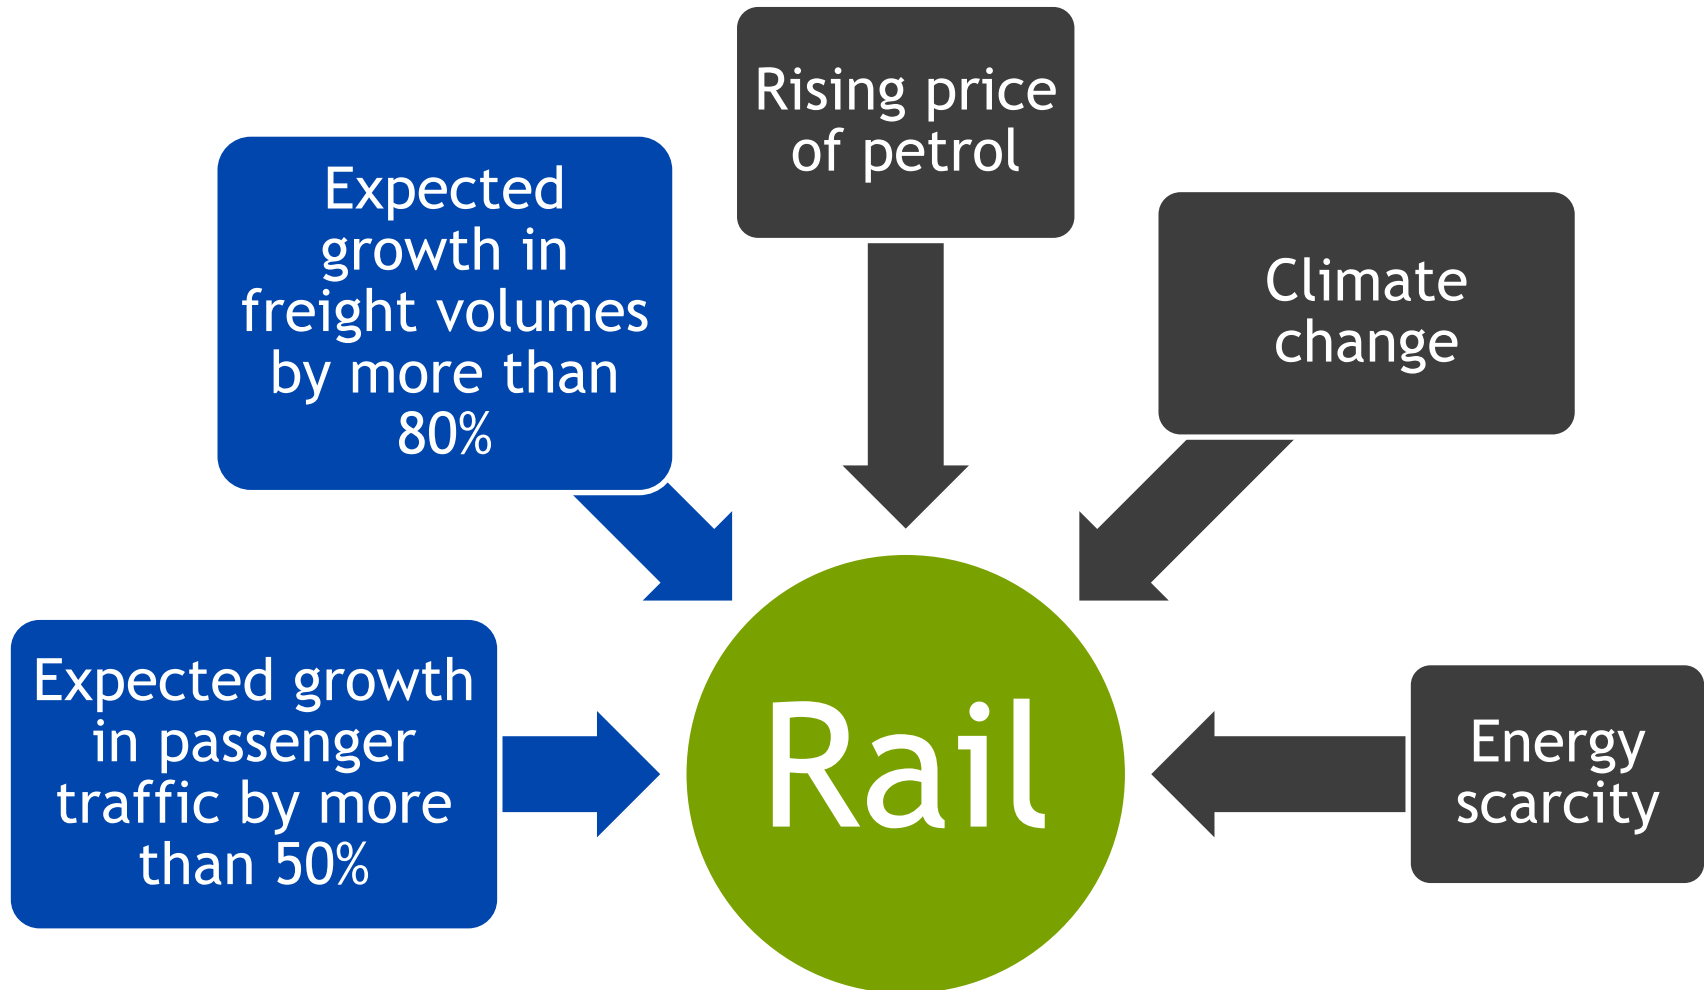 Rising price
of petrol
Expected
growth in
freight volumes
by more than
80%
Climate
change
Expected growth
in passenger
traffic by more
than 50%
Rail
Energy
scarcity